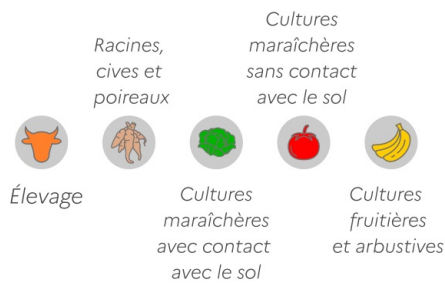 Racines,
cives et
poireaux
Cultures
maraîchères
sans contact
avec le sol
Élevage
Cultures
maraîchères
avec contact
avec le sol
Cultures
fruitières
et arbustives